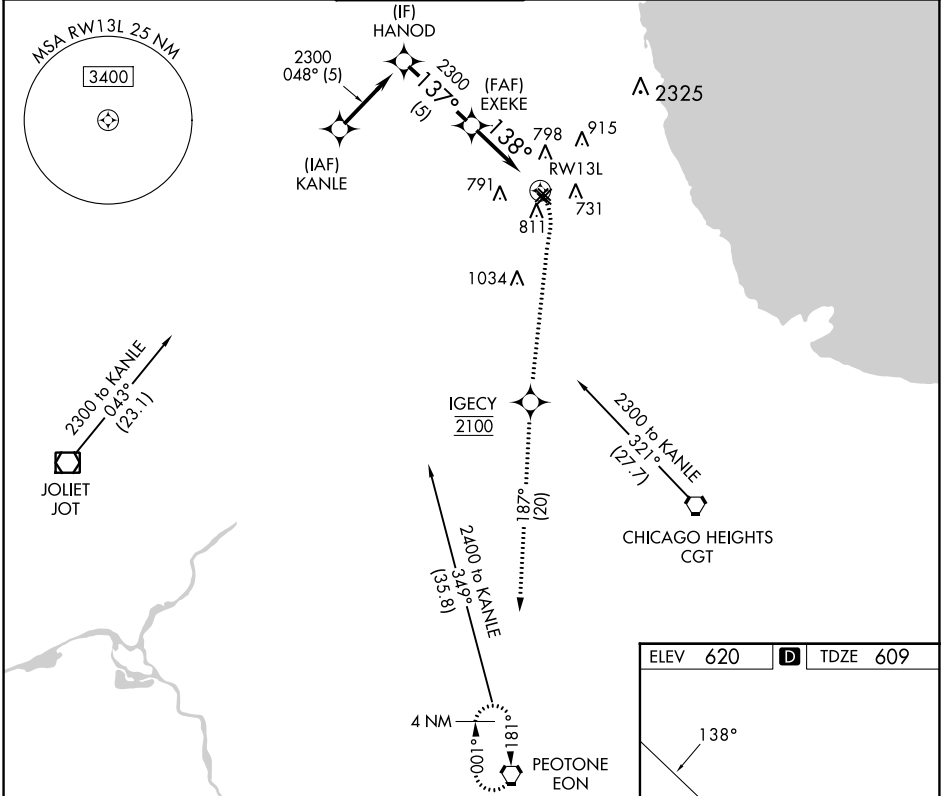 MSA RW13L 25 NM
3400
(IF)
HANOD
2300
048° (5)
2300
137°
(5)
(FAF)
EXEKE
138°
(IAF)
KANLE
2325
798
915
RW13L
791
731
811
1034
2300 to KANLE
043°
(23.1)
JOLIET
JOT
IGECY
2100
187°
(20)
2300 to KANLE
321°
(27.7)
CHICAGO HEIGHTS
CGT
2400 to KANLE
349°
(35.8)
4 NM
181°
001°
PEOTONE
EON
ELEV 620 D TDZE 609
138°